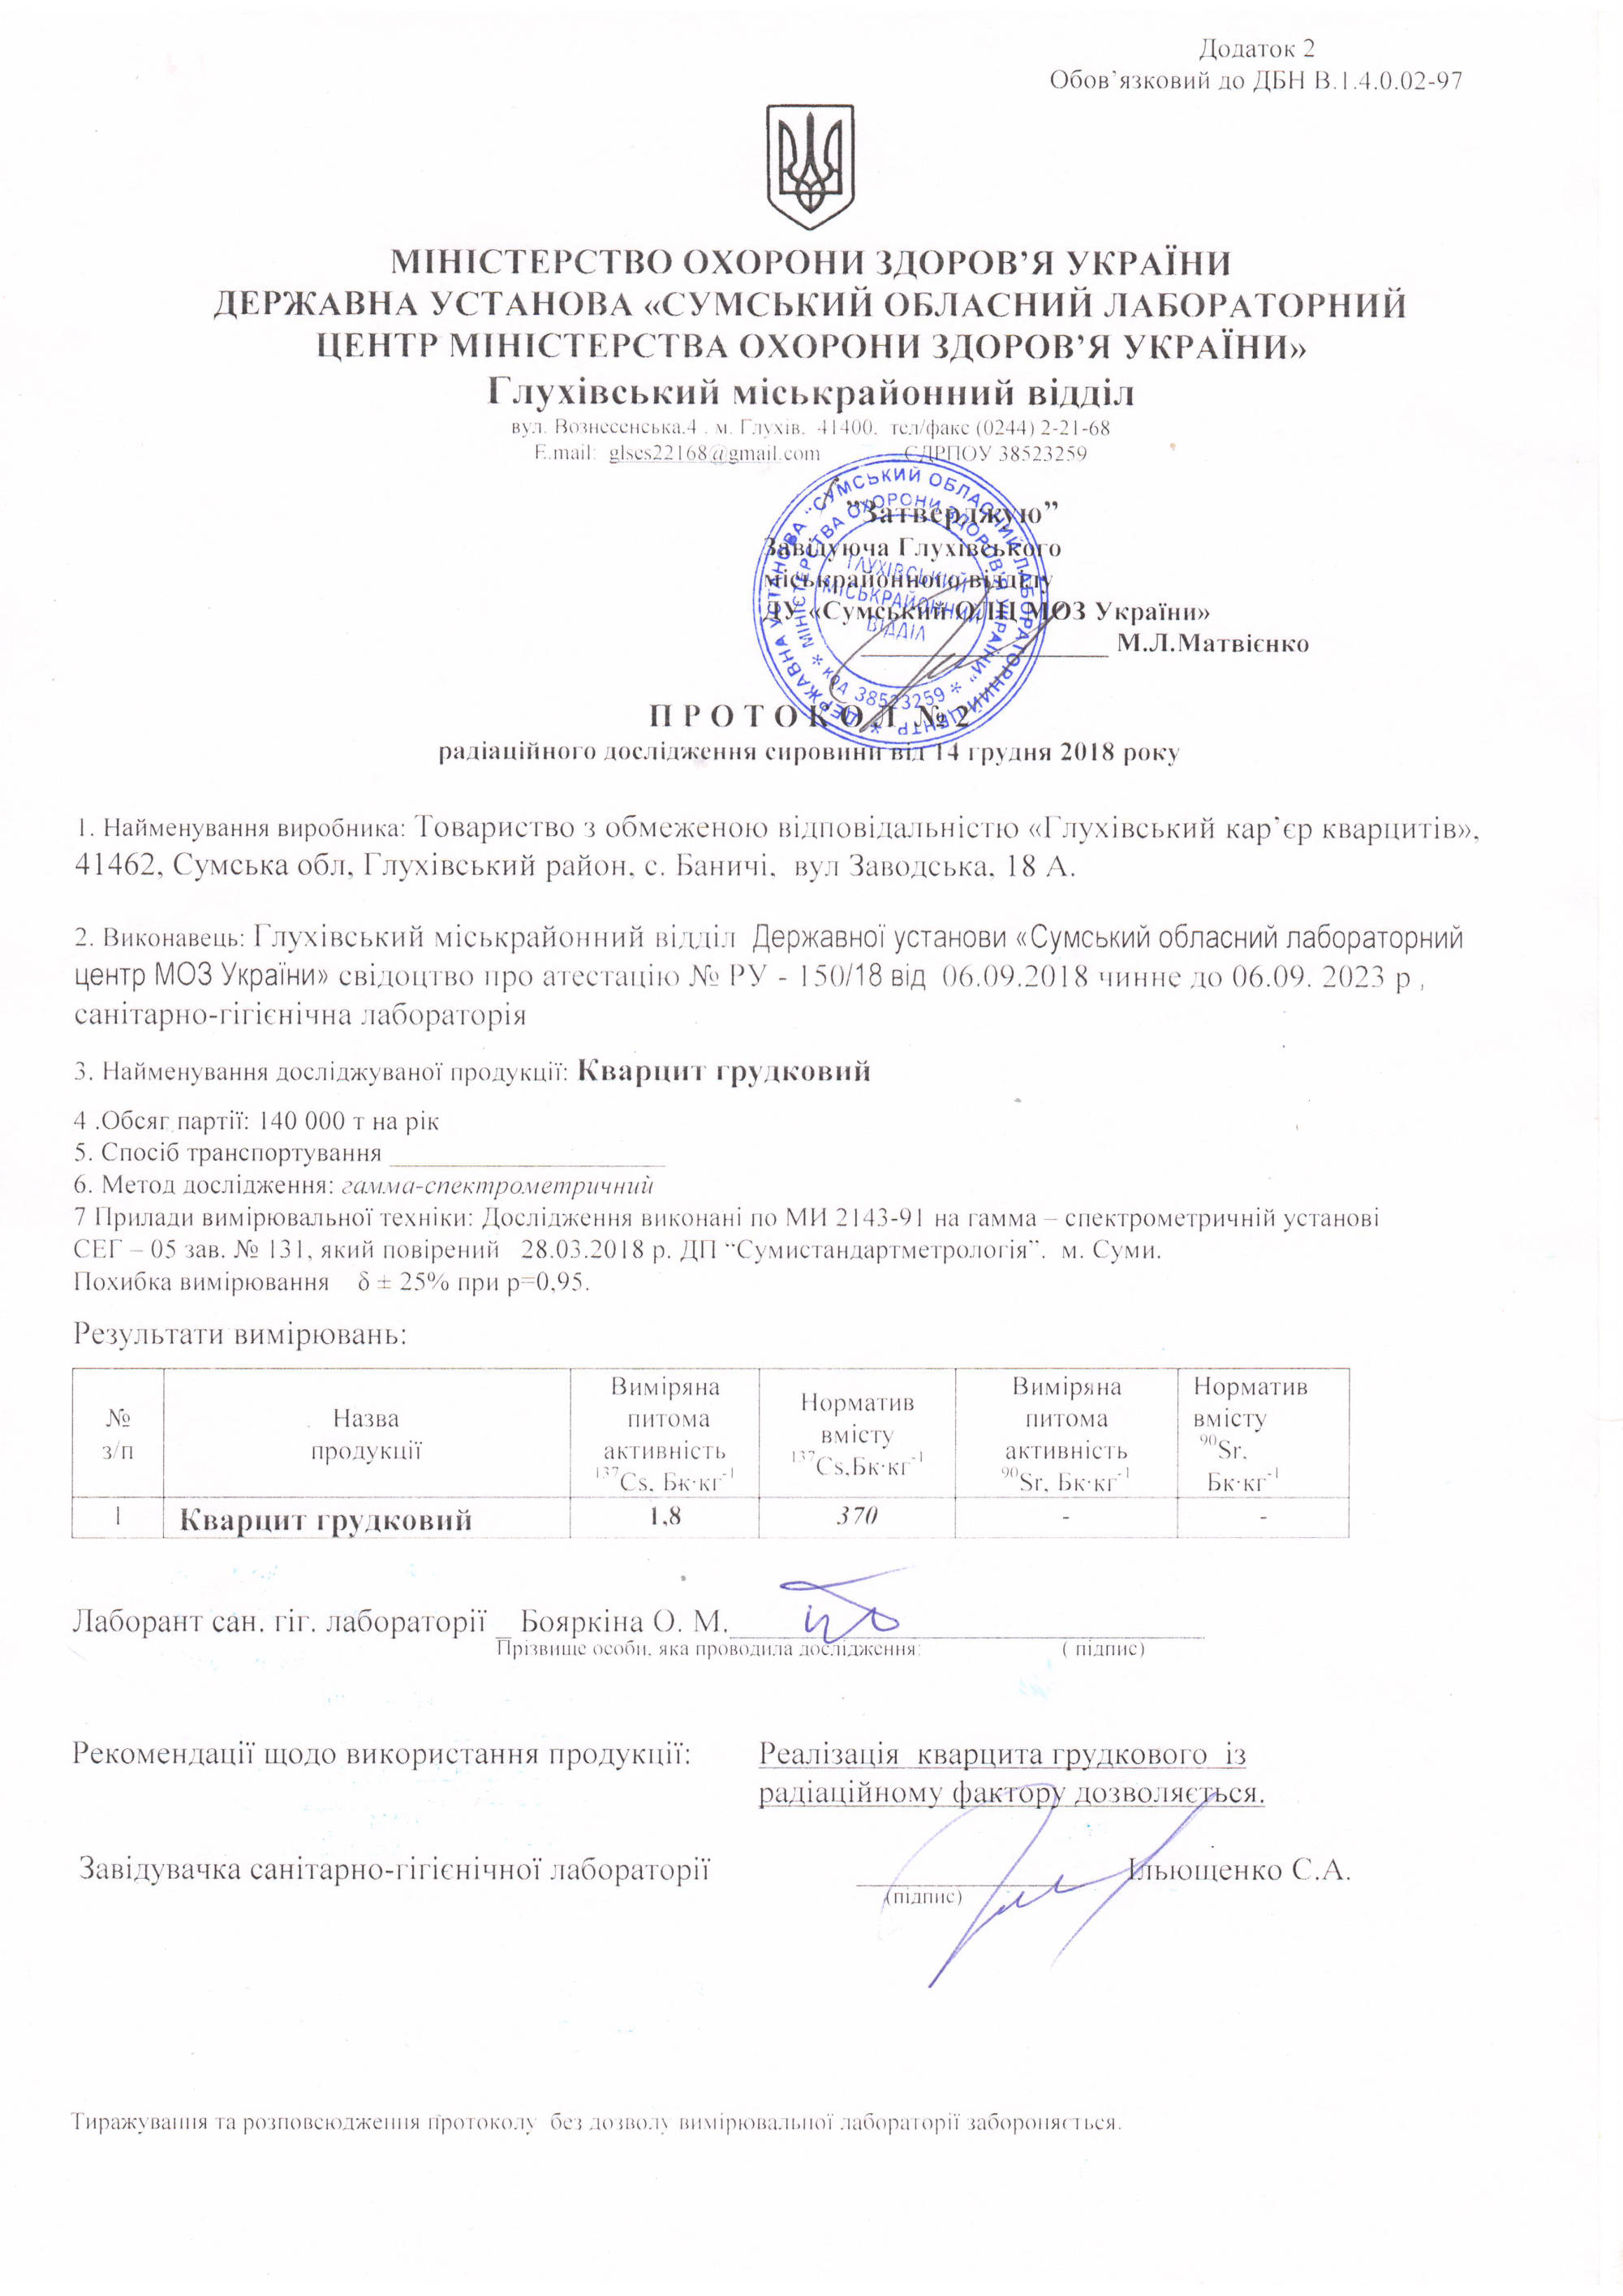 Додаток 2
Обов’язковий до ДБН В.1.4.0.02-97
МІНІСТЕРСТВО ОХОРОНИ ЗДОРОВ’Я УКРАЇНИ
ДЕРЖАВНА УСТАНОВА «СУМСЬКИЙ ОБЛАСНИЙ ЛАБОРАТОРНИЙ
ЦЕНТР МІНІСТЕРСТВА ОХОРОНИ ЗДОРОВ’Я УКРАЇНИ»
Глухівський міськрайонний відділ
вул. Вознесенська.4 . м. Глухів. 41400. тел/факс (0244) 2-21-68
E.mail: glses22168@gmail.com ЄДРПОУ 38523259
”Затверджую”
Завідуюча Глухівського
міськрайонного відділу
ДУ «Сумський ОЛЦ МОЗ України»
М.Л.Матвієнко
ДЕРЖАВНА УСТАНОВА "СУМСЬКИЙ ОБЛАСНИЙ ЛАБОРАТОРНИЙ ЦЕНТР
МІНІСТЕРСТВА ОХОРОНИ ЗДОРОВ'Я УКРАЇНИ" * код 38523259 *
ГЛУХІВСЬКИЙ
МІСЬКРАЙОННИЙ
ВІДДІЛ
П Р О Т О К О Л № 2
радіаційного дослідження сировини від 14 грудня 2018 року
1. Найменування виробника: Товариство з обмеженою відповідальністю «Глухівський кар’єр кварцитів»,
41462, Сумська обл, Глухівський район, с. Баничі, вул Заводська, 18 А.
2. Виконавець: Глухівський міськрайонний відділ Державної установи «Сумський обласний лабораторний
центр МОЗ України» свідоцтво про атестацію № РУ - 150/18 від 06.09.2018 чинне до 06.09. 2023 р ,
санітарно-гігієнічна лабораторія
3. Найменування досліджуваної продукції: Кварцит грудковий
4 .Обсяг партії: 140 000 т на рік
5. Спосіб транспортування ____________________
6. Метод дослідження: гамма-спектрометричний
7 Прилади вимірювальної техніки: Дослідження виконані по МИ 2143-91 на гамма – спектрометричній установі
СЕГ – 05 зав. № 131, який повірений 28.03.2018 р. ДП “Сумистандартметрологія”. м. Суми.
Похибка вимірювання δ ± 25% при р=0,95.
Результати вимірювань:
№ з/п
Назва продукції
Виміряна питома активність ¹³⁷Cs, Бк·кг⁻¹
Норматив вмісту ¹³⁷Cs,Бк·кг⁻¹
Виміряна питома активність ⁹⁰Sr, Бк·кг⁻¹
Норматив вмісту ⁹⁰Sr, Бк·кг⁻¹
1 Кварцит грудковий 1,8 370 - -
Лаборант сан. гіг. лабораторії _ Бояркіна О. М.
Прізвище особи, яка проводила дослідження; ( підпис)
Рекомендації щодо використання продукції: Реалізація кварцита грудкового із
радіаційному фактору дозволяється.
Завідувачка санітарно-гігієнічної лабораторії Ільющенко С.А.
(підпис)
Тиражування та розповсюдження протоколу без дозволу вимірювальної лабораторії забороняється.